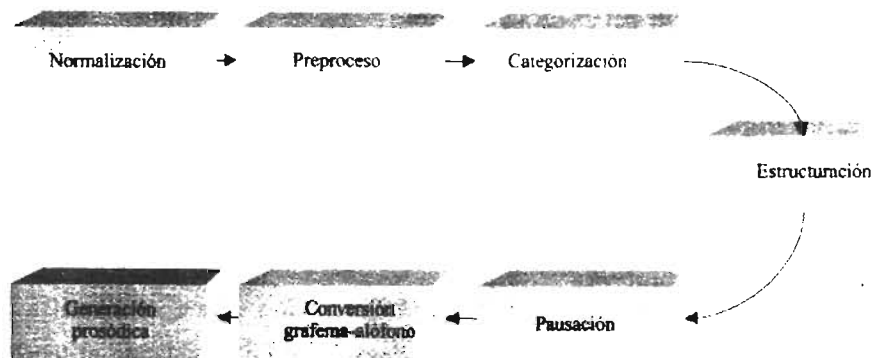 Normalización
Preproceso
Categorización
Estructuración
Pausación
Conversión
grafema-alófono
Generación
prosódica